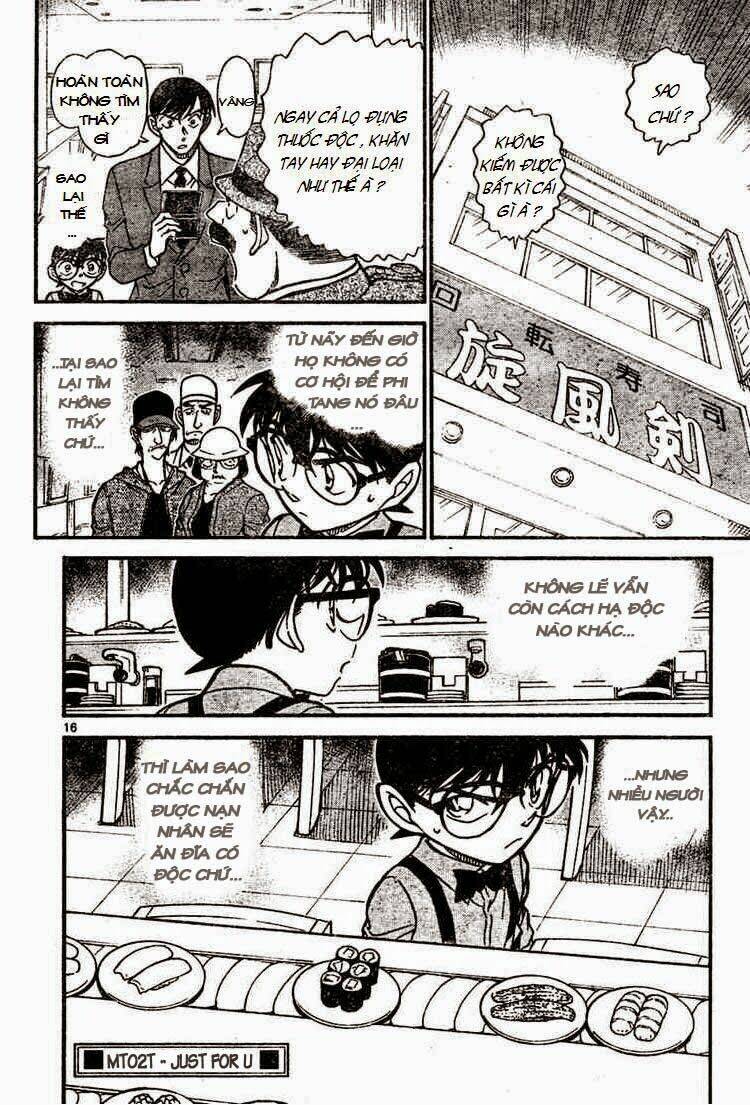 SAO
CHỨ ?
KHÔNG
KIẾM ĐƯỢC
BẤT KÌ CÁI
GÌ À ?
回転寿司
旋風剣
NGAY CẢ LỌ ĐỰNG
THUỐC ĐỘC , KHĂN
TAY HAY ĐẠI LOẠI
NHƯ THẾ À ?
VÂNG
HOÀN TOÀN
KHÔNG TÌM
THẤY
GÌ
SAO
LẠI
THẾ
...
TỪ NÃY ĐẾN GIỜ
HỌ KHÔNG CÓ
CƠ HỘI ĐỂ PHI
TANG NÓ ĐÂU
...
...TẠI SAO
LẠI TÌM
KHÔNG
THẤY
CHỨ...
KHÔNG LẼ VẪN
CÒN CÁCH HẠ ĐỘC
NÀO KHÁC...
16
...NHƯNG
NHIỀU NGƯỜI
VẬY..
THÌ LÀM SAO
CHẮC CHẮN
ĐƯỢC NẠN
NHÂN SẼ
ĂN ĐĨA CÓ
ĐỘC CHỨ...
MT02T - JUST FOR U